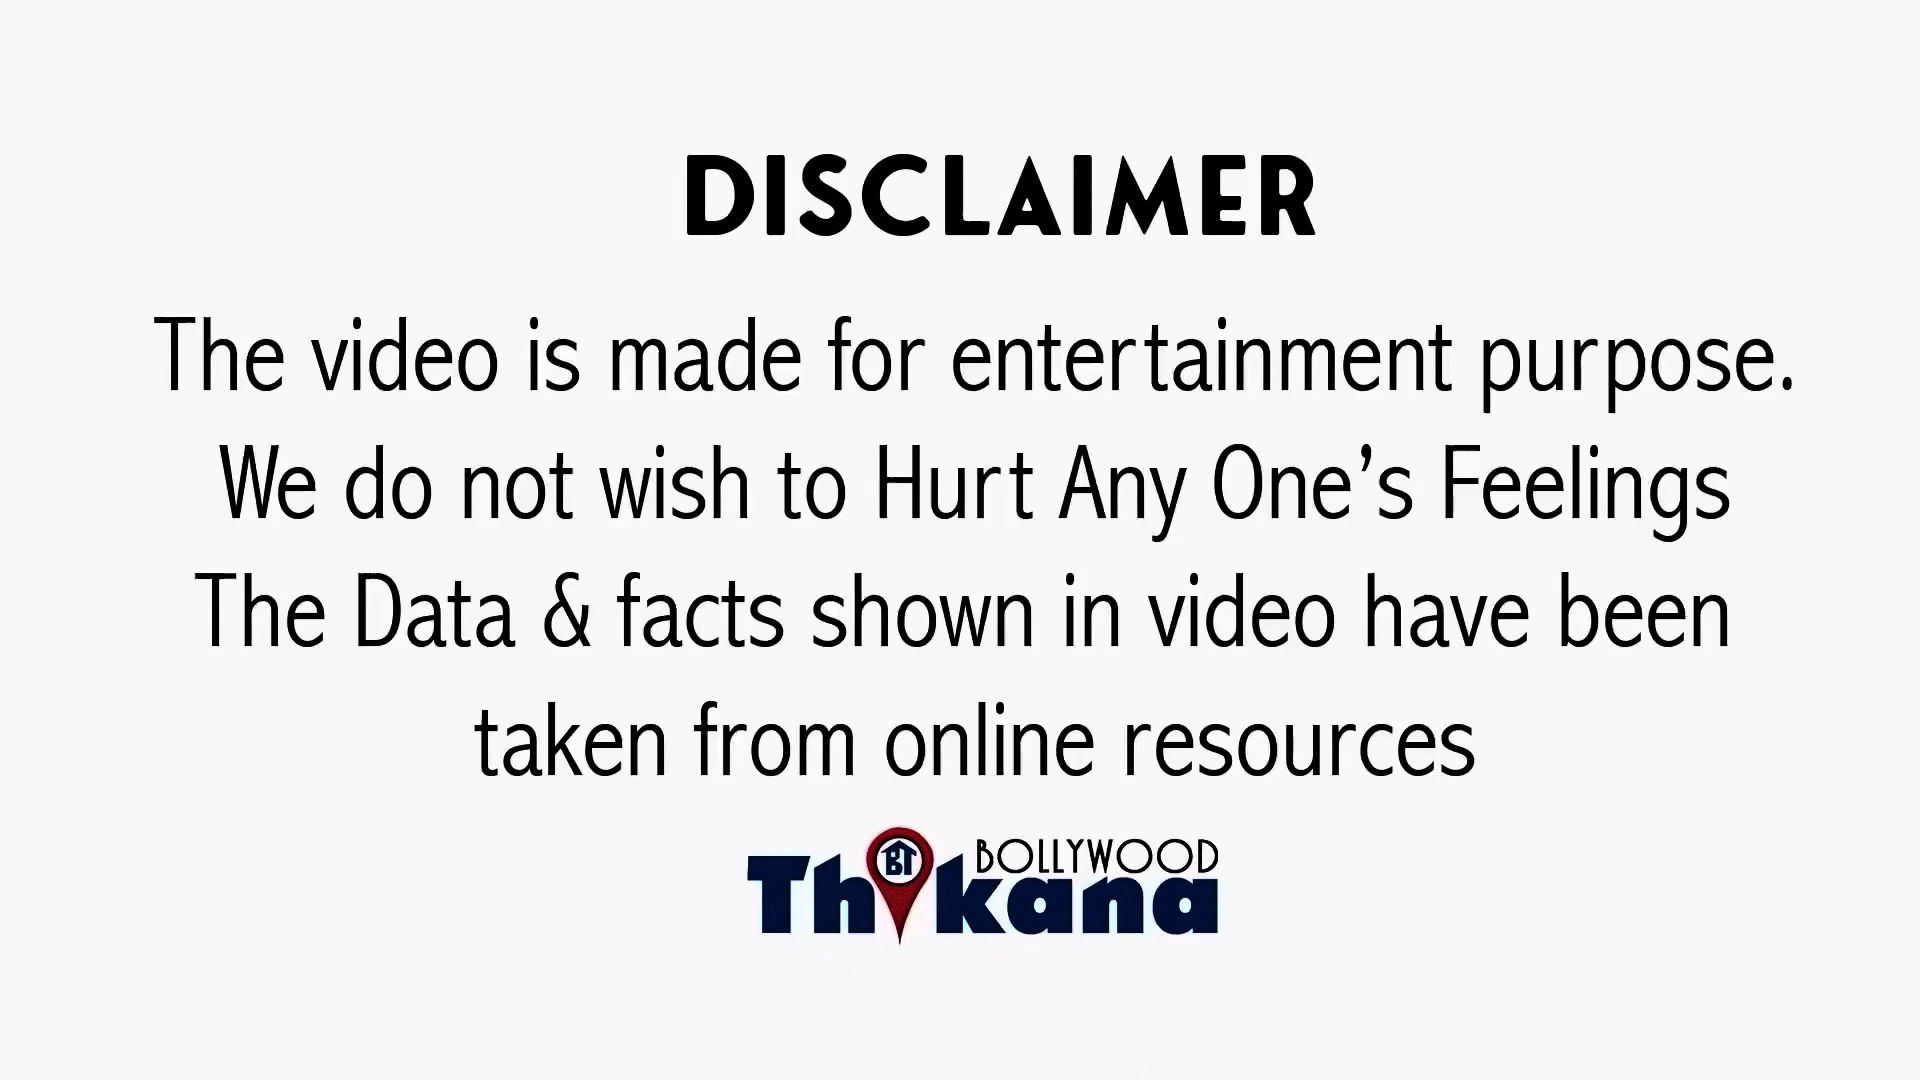 DISCLAIMER
The video is made for entertainment purpose.
We do not wish to Hurt Any One’s Feelings
The Data & facts shown in video have been
taken from online resources
BT
BOLLYWOOD
Thikana